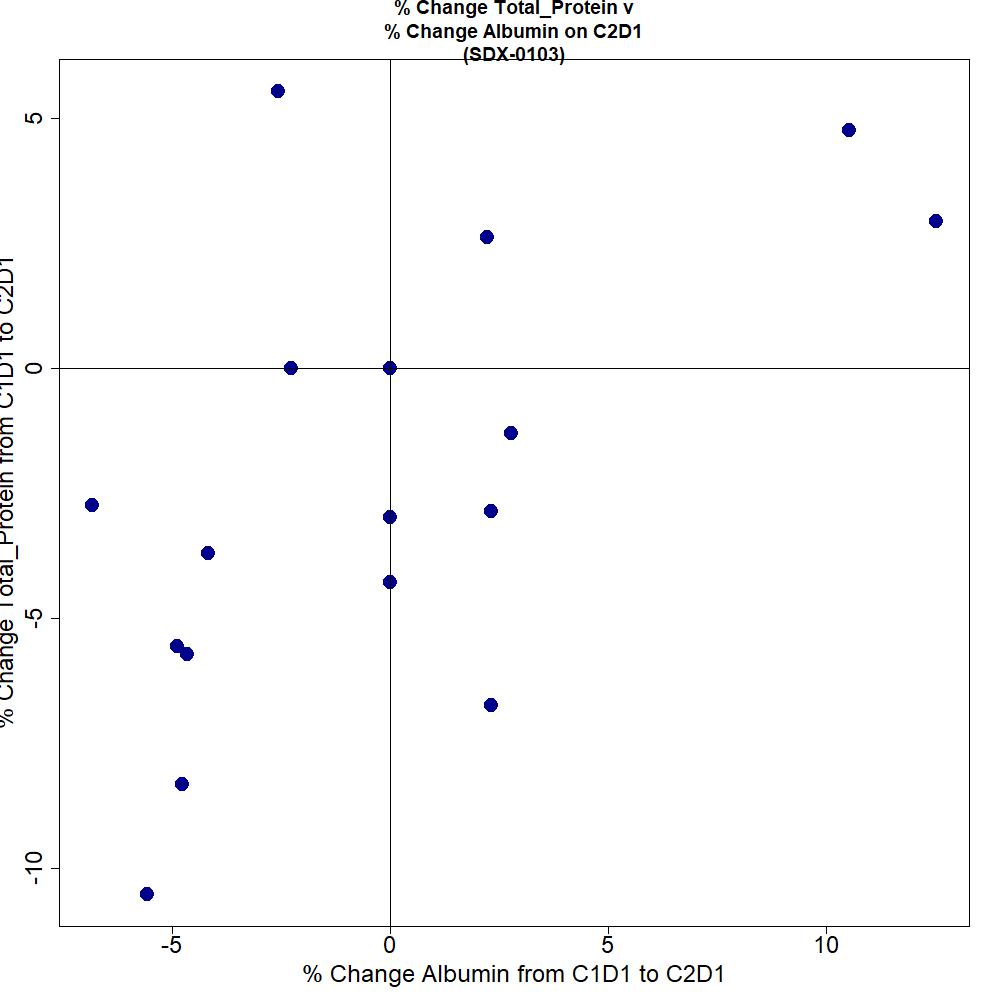 % Change Total_Protein v
% Change Albumin on C2D1
(SDX-0103)
% Change Total_Protein from C1D1 to C2D1
5
0
-5
-10
-5
0
5
10
% Change Albumin from C1D1 to C2D1